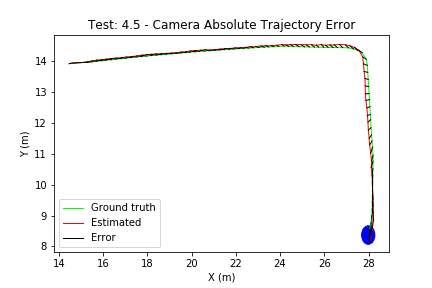 Test: 4.5 - Camera Absolute Trajectory Error
Y (m)
14
13
12
11
10
9
8
Ground truth
Estimated
Error
14 16 18 20 22 24 26 28
X (m)